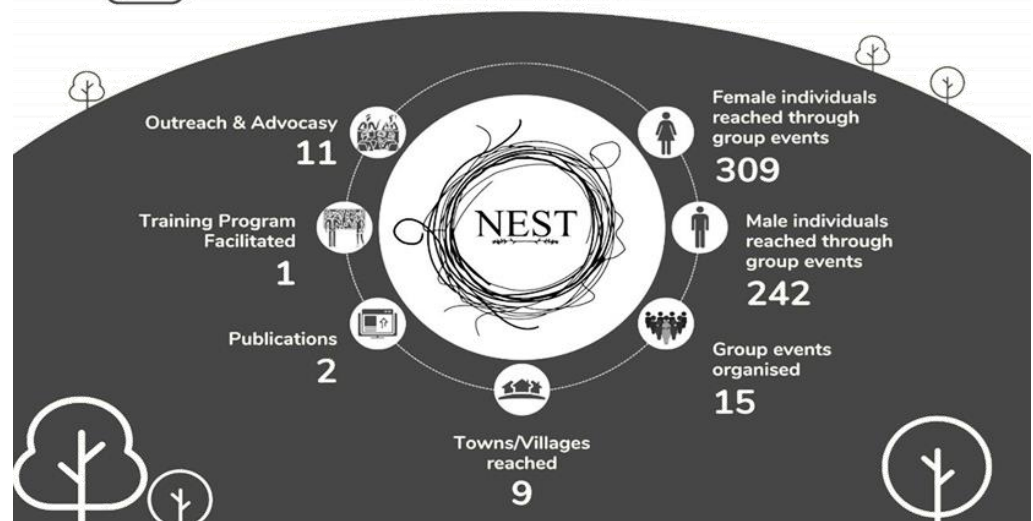 Outreach & Advocasy
11
Training Program
Facilitated
1
Publications
2
NEST
Female individuals
reached through
group events
309
Male individuals
reached through
group events
242
Group events
organised
15
Towns/Villages
reached
9